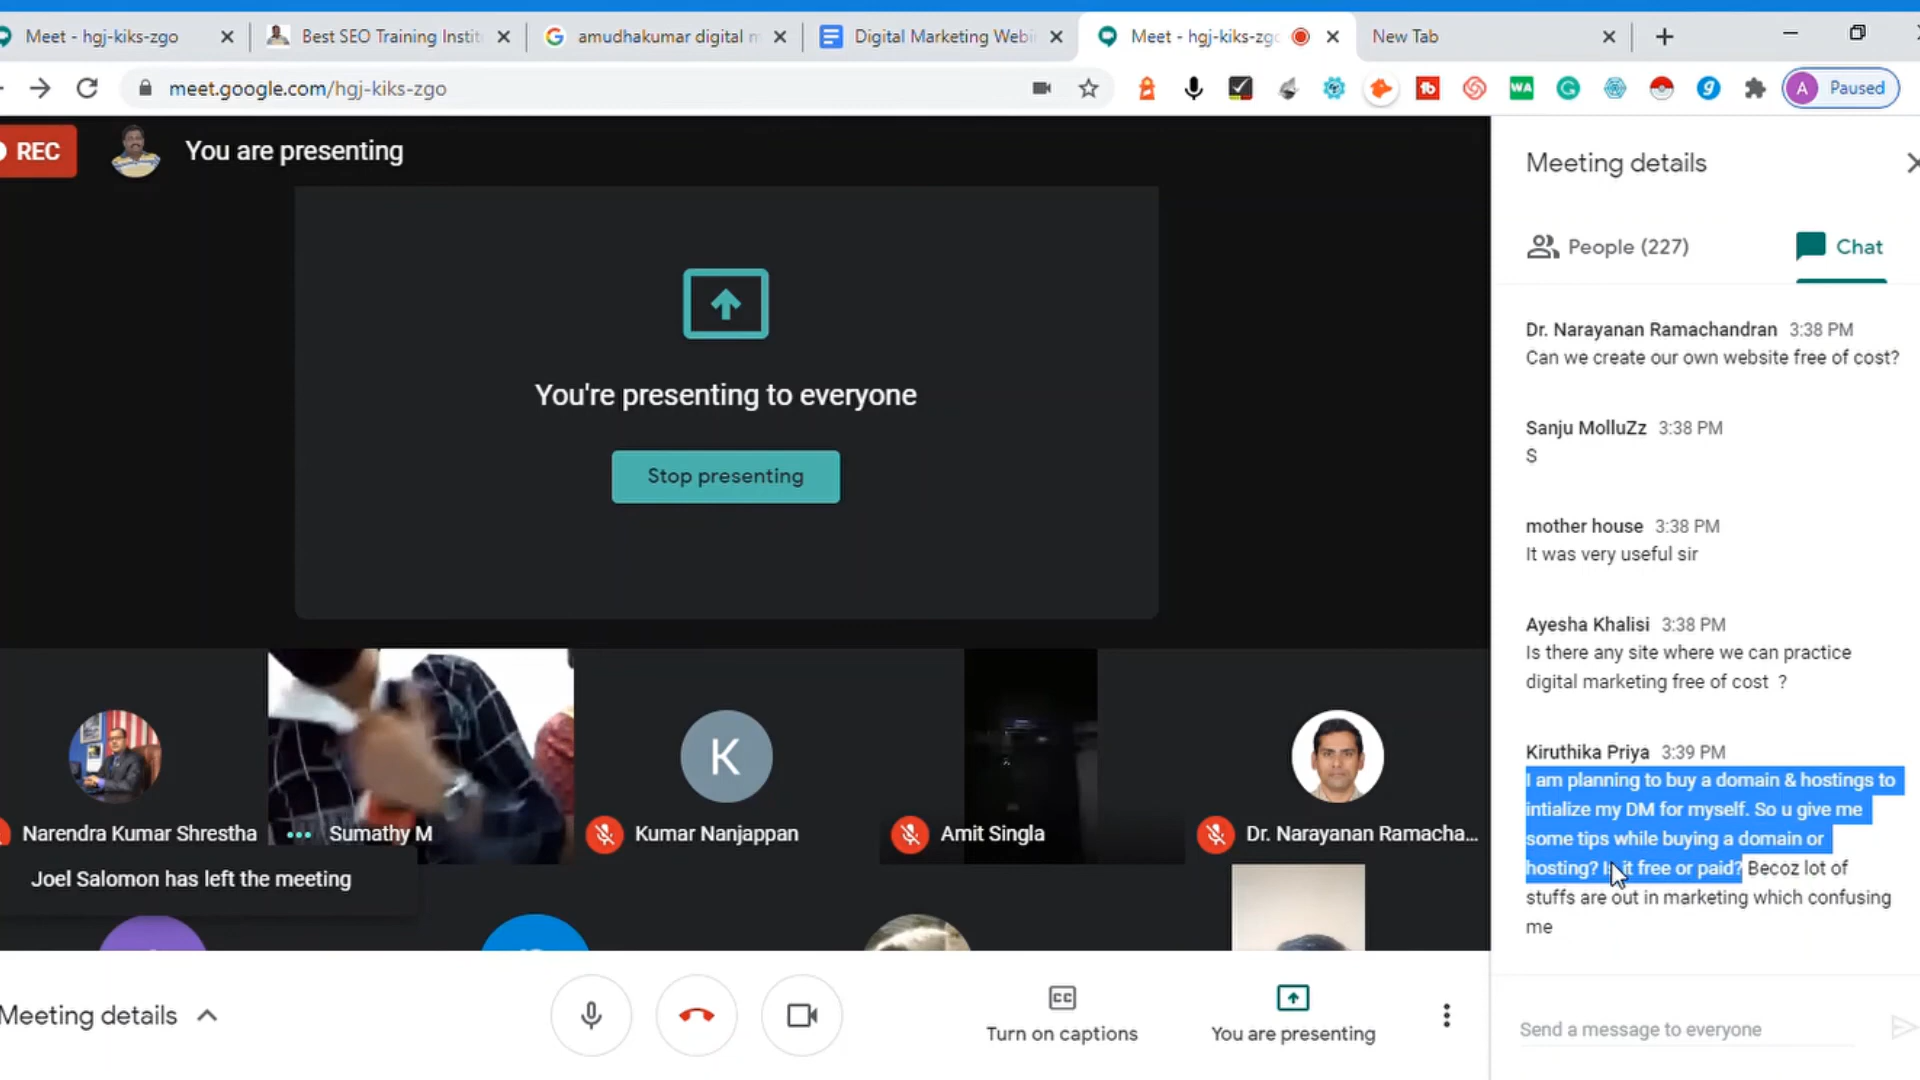 Meet - hgj-kiks-zgo
Best SEO Training Instit
amudhakumar digital m
Digital Marketing Webi
Meet - hgj-kiks-zg
New Tab
meet.google.com/hgj-kiks-zgo
WA
A
Paused
REC
You are presenting
Meeting details
People (227)
Chat
You're presenting to everyone
Stop presenting
Dr. Narayanan Ramachandran 3:38 PM
Can we create our own website free of cost?
Sanju MolluZz 3:38 PM
S
mother house 3:38 PM
It was very useful sir
Ayesha Khalisi 3:38 PM
Is there any site where we can practice
digital marketing free of cost ?
Kiruthika Priya 3:39 PM
I am planning to buy a domain & hostings to
intialize my DM for myself. So u give me
some tips while buying a domain or
hosting? Is it free or paid? Becoz lot of
stuffs are out in marketing which confusing
me
K
Narendra Kumar Shrestha
Sumathy M
Kumar Nanjappan
Amit Singla
Dr. Narayanan Ramacha...
Joel Salomon has left the meeting
Meeting details
CC
Turn on captions
You are presenting
Send a message to everyone